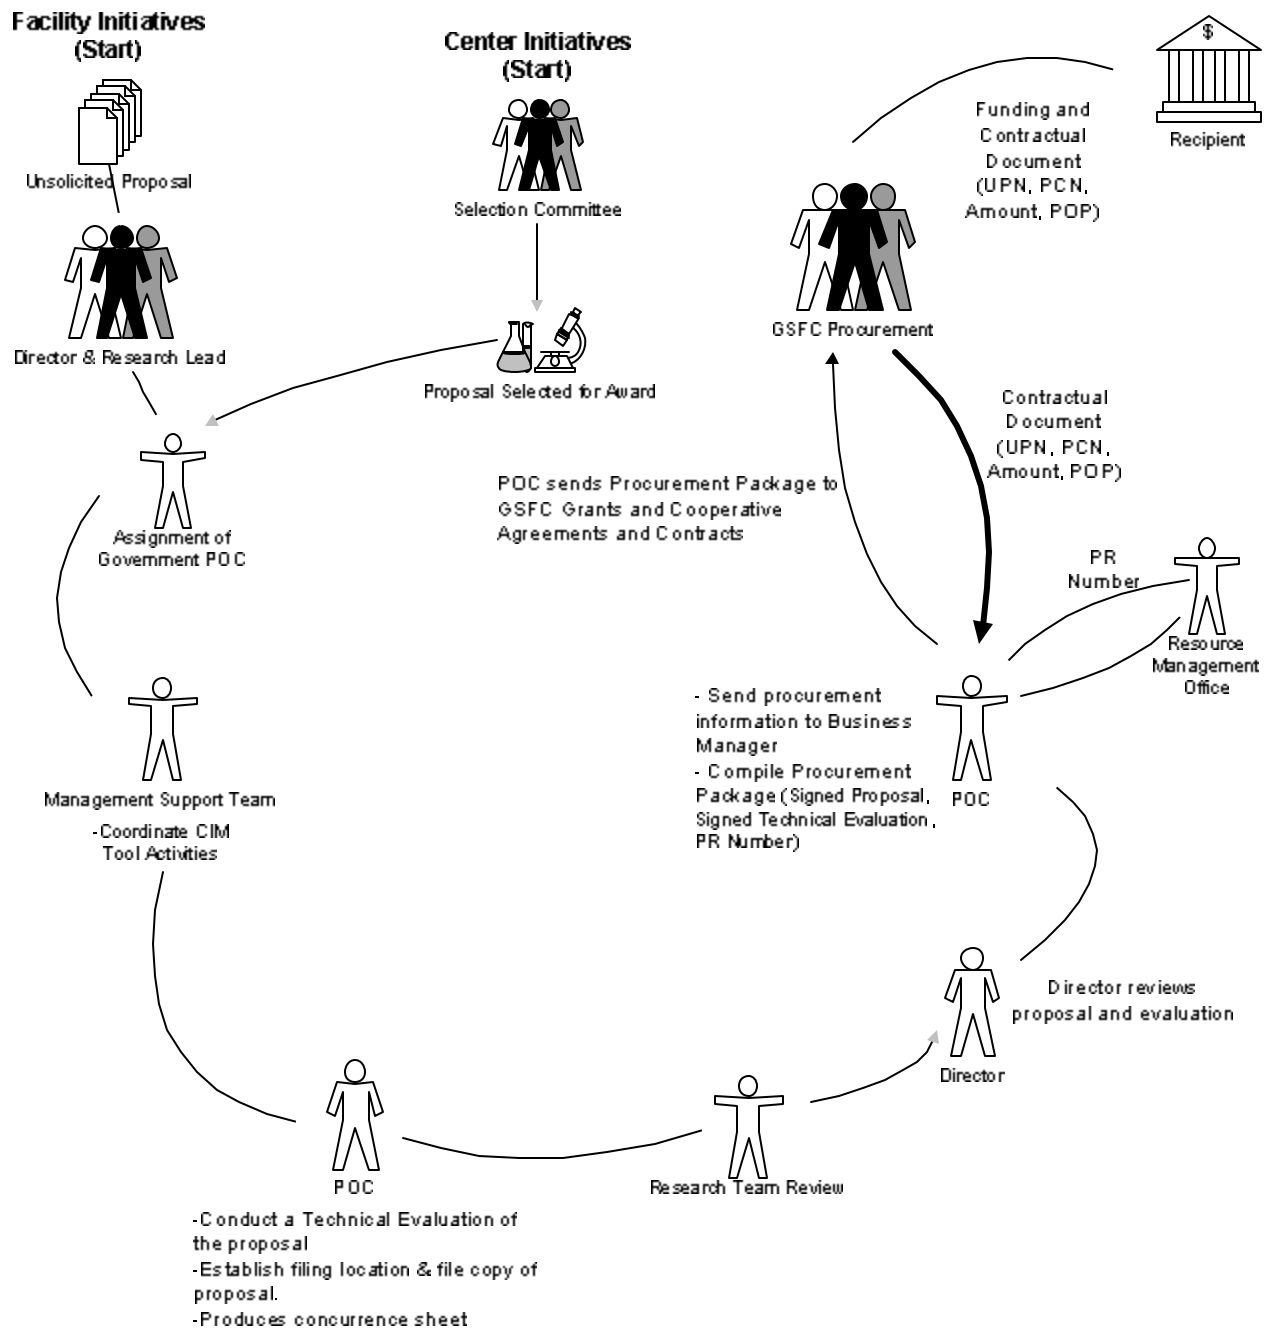 Facility Initiatives
(Start)
Unsolicited Proposal
Director & Research Lead
Center Initiatives
(Start)
Selection Committee
Proposal Selected for Award
$
Recipient
Funding and
Contractual
Document
(UPN, PCN,
Amount, POP)
GSFC Procurement
Contractual
Document
(UPN, PCN,
Amount, POP)
POC sends Procurement Package to
GSFC Grants and Cooperative
Agreements and Contracts
Assignment of
Government POC
PR
Number
Resource
Management
Office
- Send procurement
information to Business
Manager
- Compile Procurement
Package (Signed Proposal,
Signed Technical Evaluation,
PR Number)
POC
Management Support Team
-Coordinate CIM
Tool Activities
Director reviews
proposal and evaluation
Director
POC
Research Team Review
-Conduct a Technical Evaluation of
the proposal
-Establish filing location & file copy of
proposal.
-Produces concurrence sheet